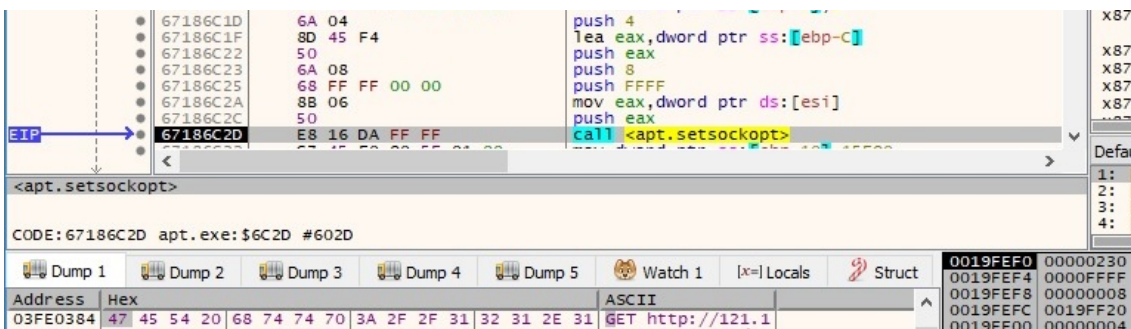 67186C1D 6A 04 push 4 x87
67186C1F 8D 45 F4 lea eax,dword ptr ss:[ebp-C]
67186C22 50 push eax x87
67186C23 6A 08 push 8 x87
67186C25 68 FF FF 00 00 push FFFF x87
67186C2A 8B 06 mov eax,dword ptr ds:[esi] x87
67186C2C 50 push eax
EIP 67186C2D E8 16 DA FF FF call <apt.setsockopt>
Defau
<apt.setsockopt> 1:
2:
3:
CODE:67186C2D apt.exe:$6C2D #602D 4:
Dump 1 Dump 2 Dump 3 Dump 4 Dump 5 Watch 1 [x=] Locals Struct 0019FEF0 00000230
0019FEF4 0000FFFF
Address Hex ASCII 0019FEF8 00000008
03FE0384 47 45 54 20 68 74 74 70 3A 2F 2F 31 32 31 2E 31 GET http://121.1 0019FEFC 0019FF20